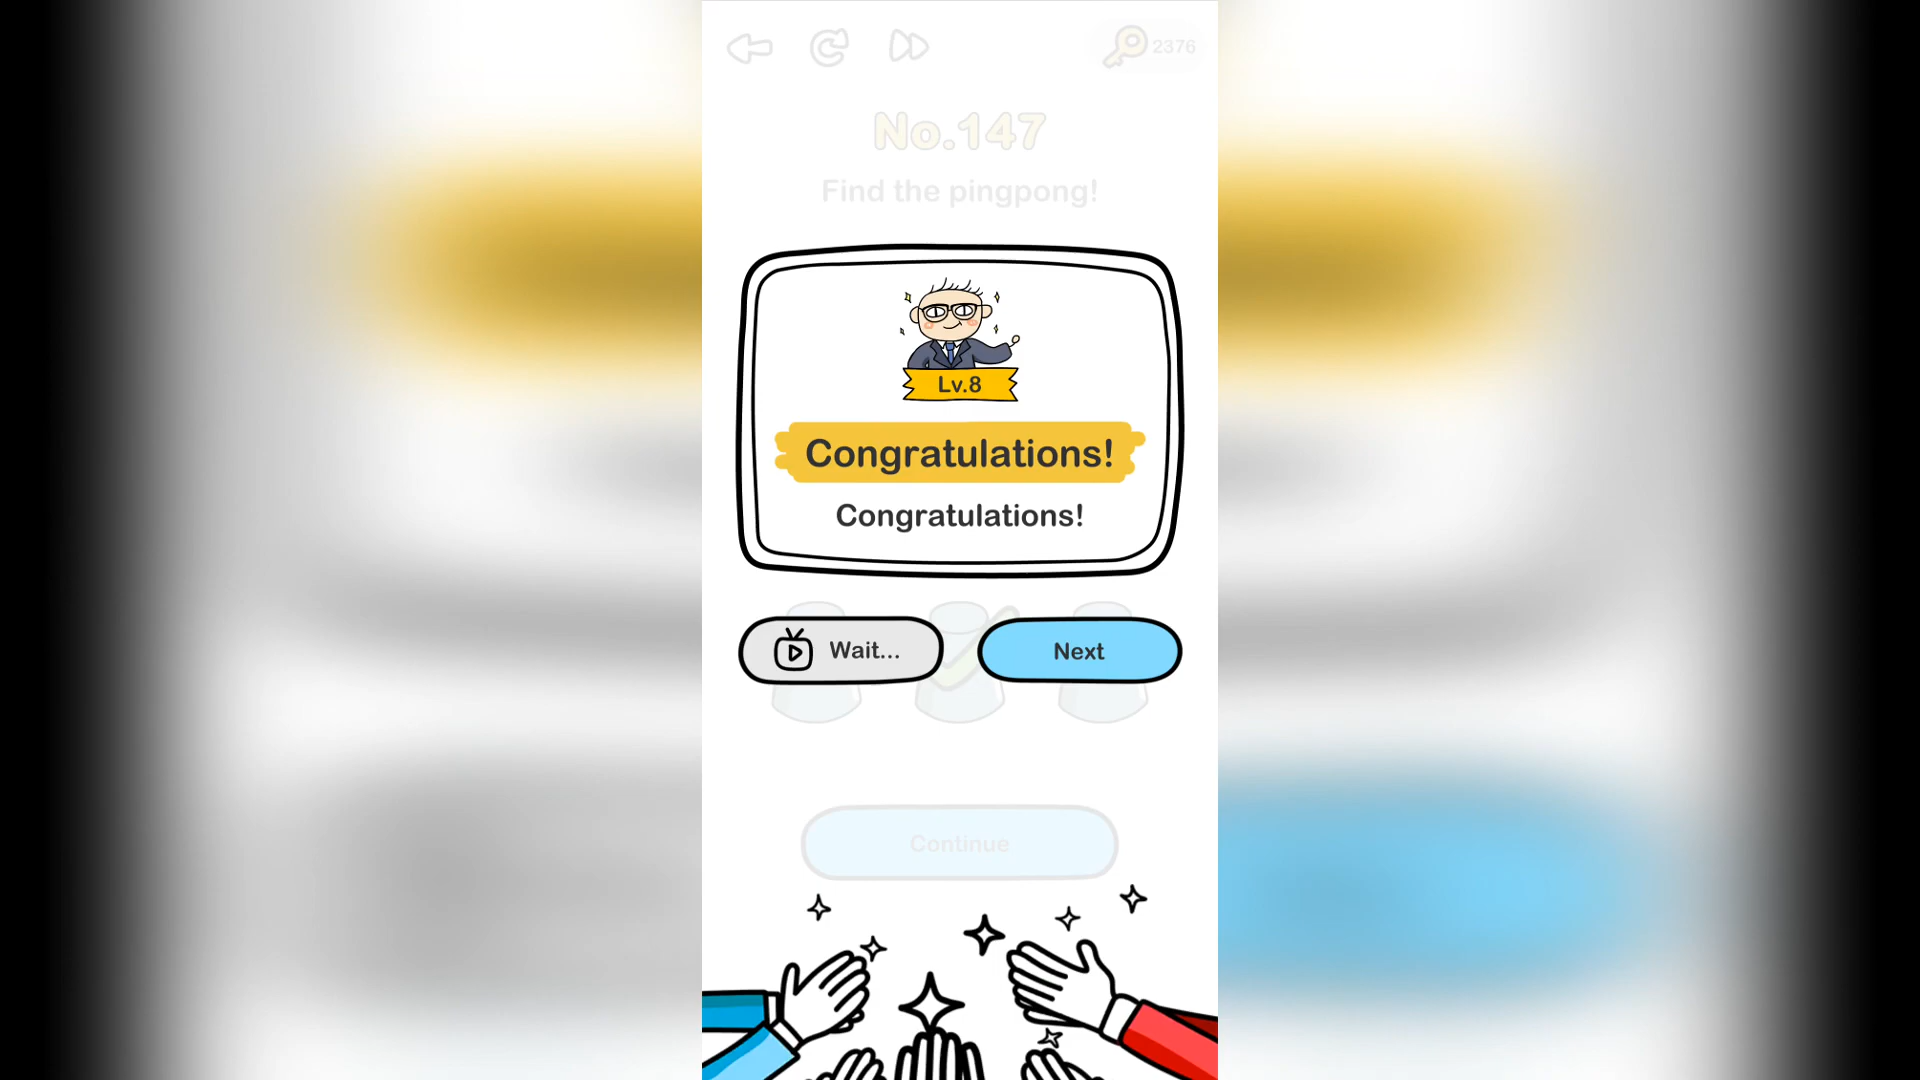 2376
No.147
Find the pingpong!
Lv.8
Congratulations!
Congratulations!
Wait...
Next
Continue